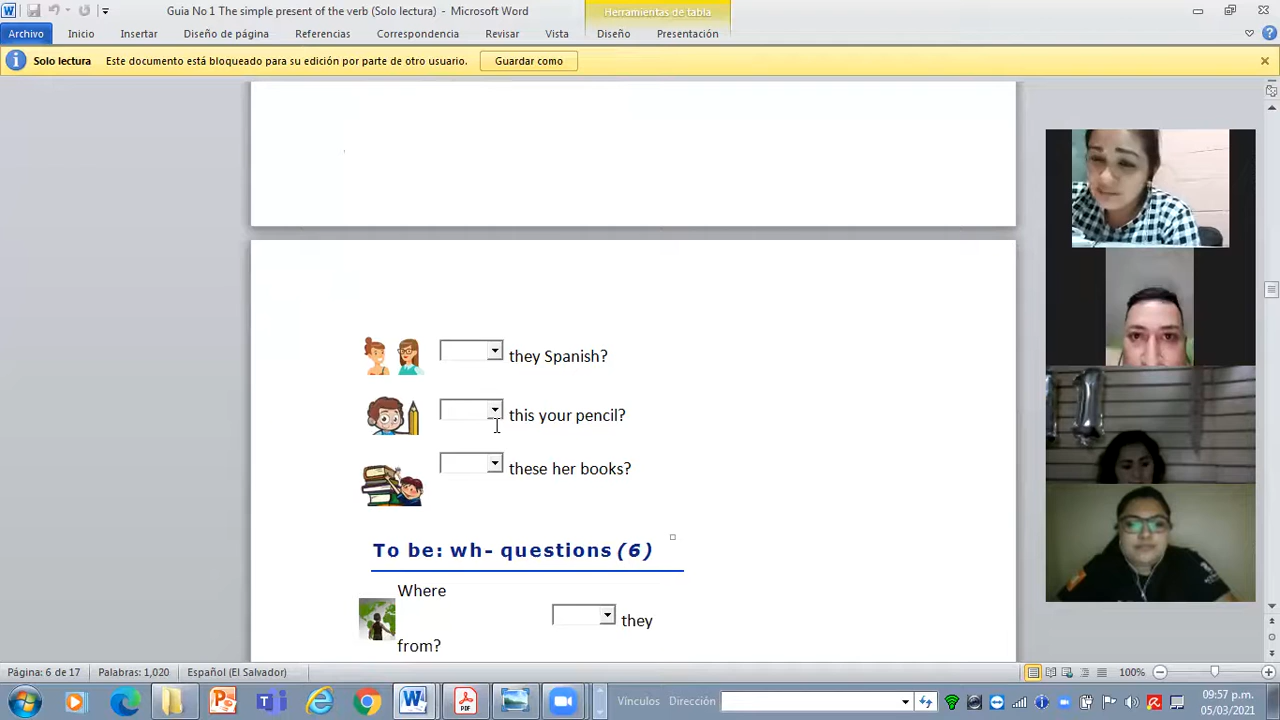 Guia No 1 The simple present of the verb (Solo lectura) - Microsoft Word
Herramientas de tabla
Archivo Inicio Insertar Diseño de página Referencias Correspondencia Revisar Vista Diseño Presentación
Solo lectura Este documento está bloqueado para su edición por parte de otro usuario. Guardar como
they Spanish?
this your pencil?
these her books?
To be: wh- questions (6)
Where
they
from?
Página: 6 de 17 Palabras: 1,020 Español (El Salvador) 100%
Vínculos Dirección 09:57 p.m.
05/03/2021